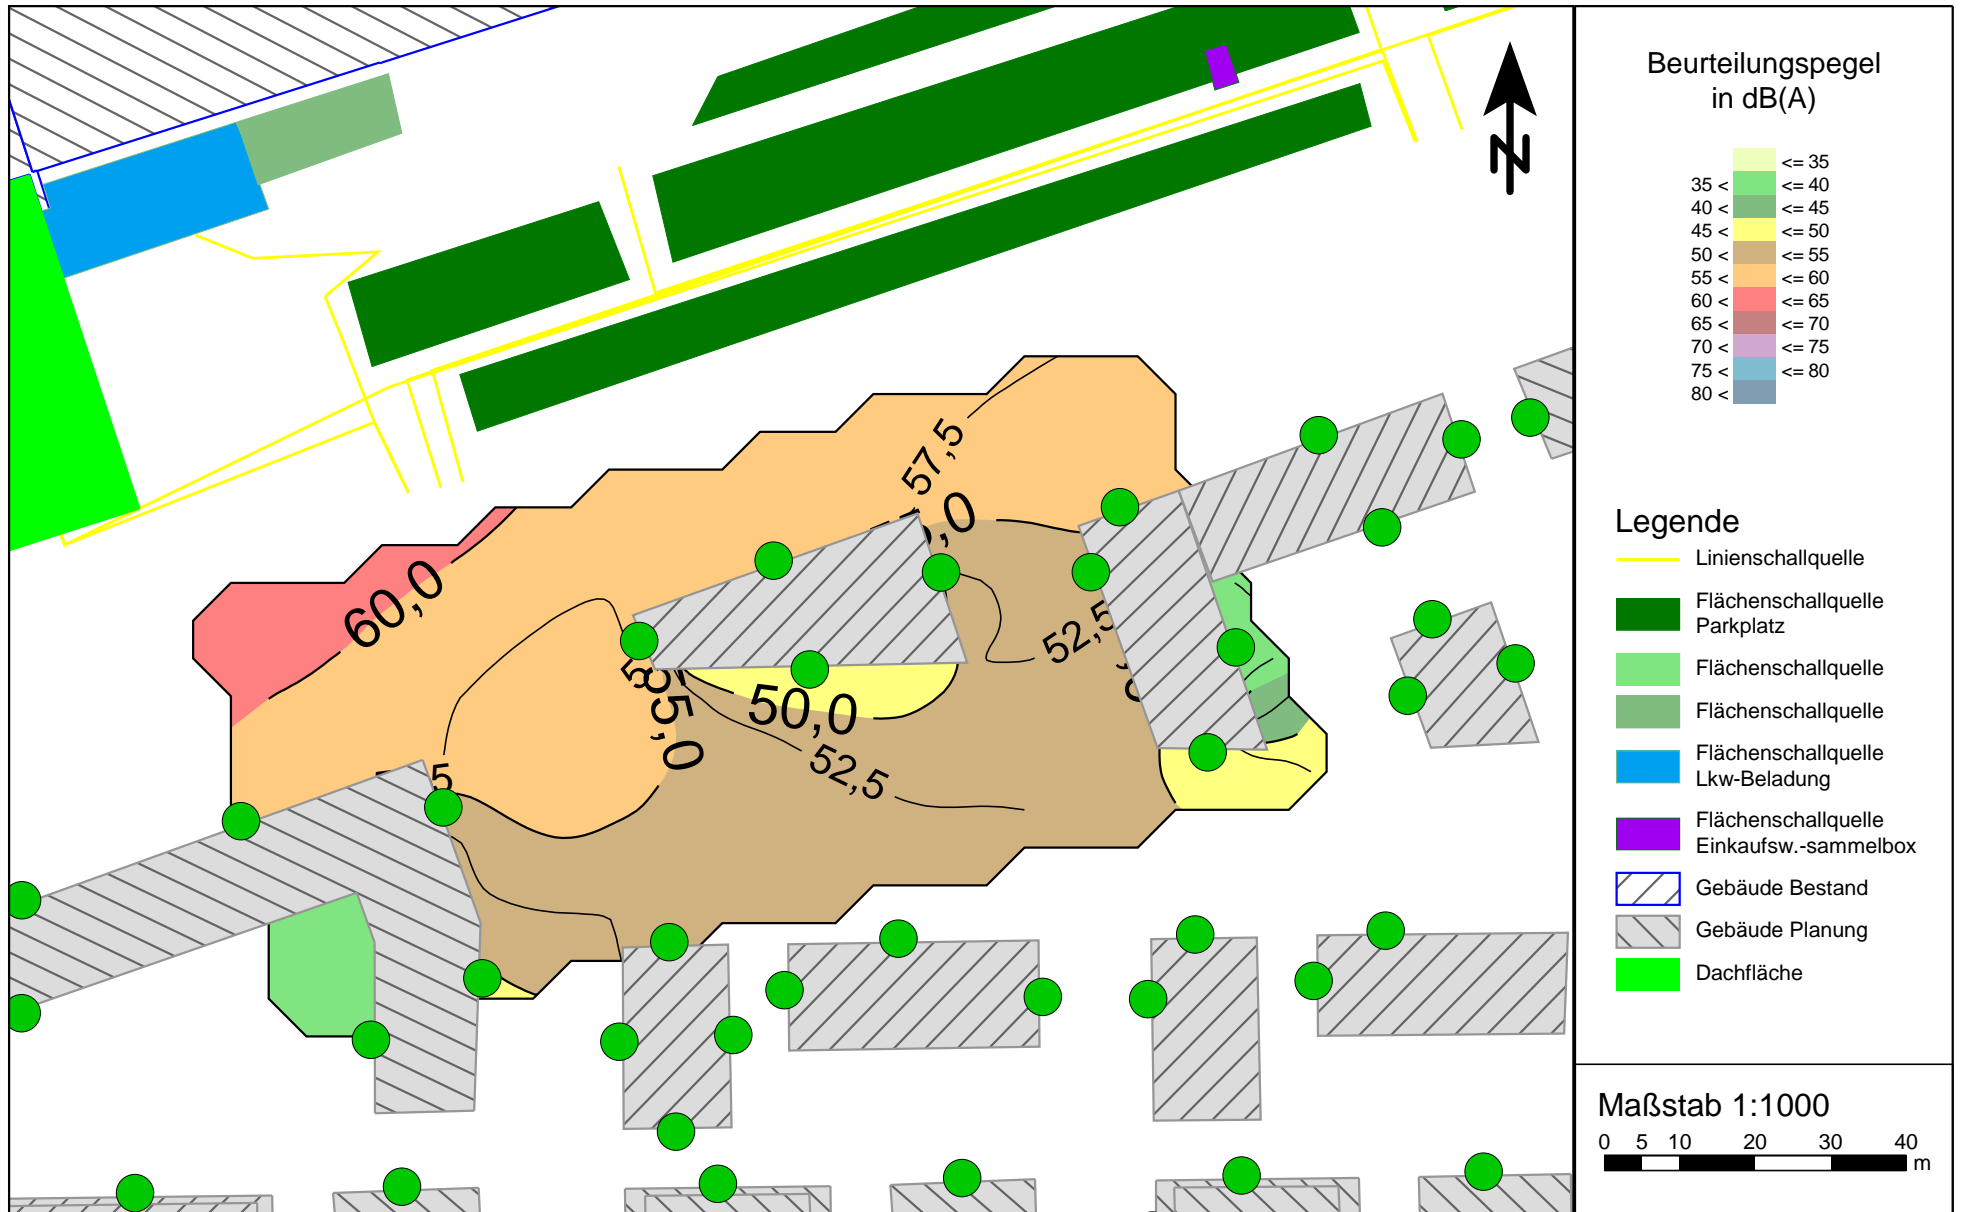 Beurteilungspegel
in dB(A)
<= 35
35 < <= 40
40 < <= 45
45 < <= 50
50 < <= 55
55 < <= 60
60 < <= 65
65 < <= 70
70 < <= 75
75 < <= 80
80 <
N
57,5
60,0
52,5
55,0
50,0
52,5
Legende
Linienschallquelle
Flächenschallquelle
Parkplatz
Flächenschallquelle
Flächenschallquelle
Flächenschallquelle
Lkw-Beladung
Flächenschallquelle
Einkaufsw.-sammelbox
Gebäude Bestand
Gebäude Planung
Dachfläche
Maßstab 1:1000
0 5 10 20 30 40
m